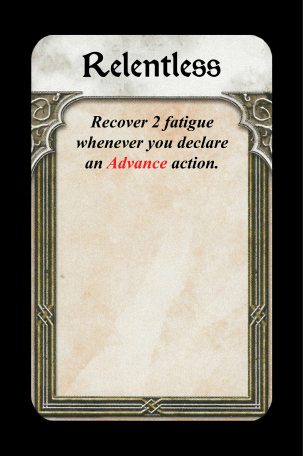 Relentless
Recover 2 fatigue
whenever you declare
an Advance action.